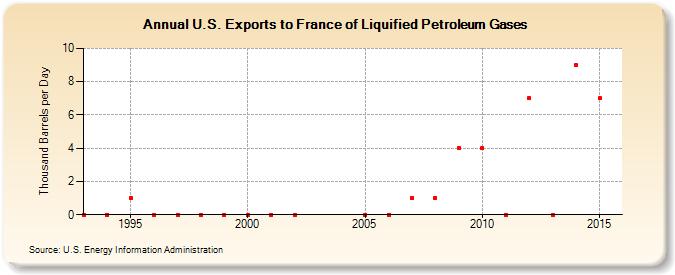 Annual U.S. Exports to France of Liquified Petroleum Gases
Thousand Barrels per Day
10
8
6
4
2
0
1995 2000 2005 2010 2015
Source: U.S. Energy Information Administration